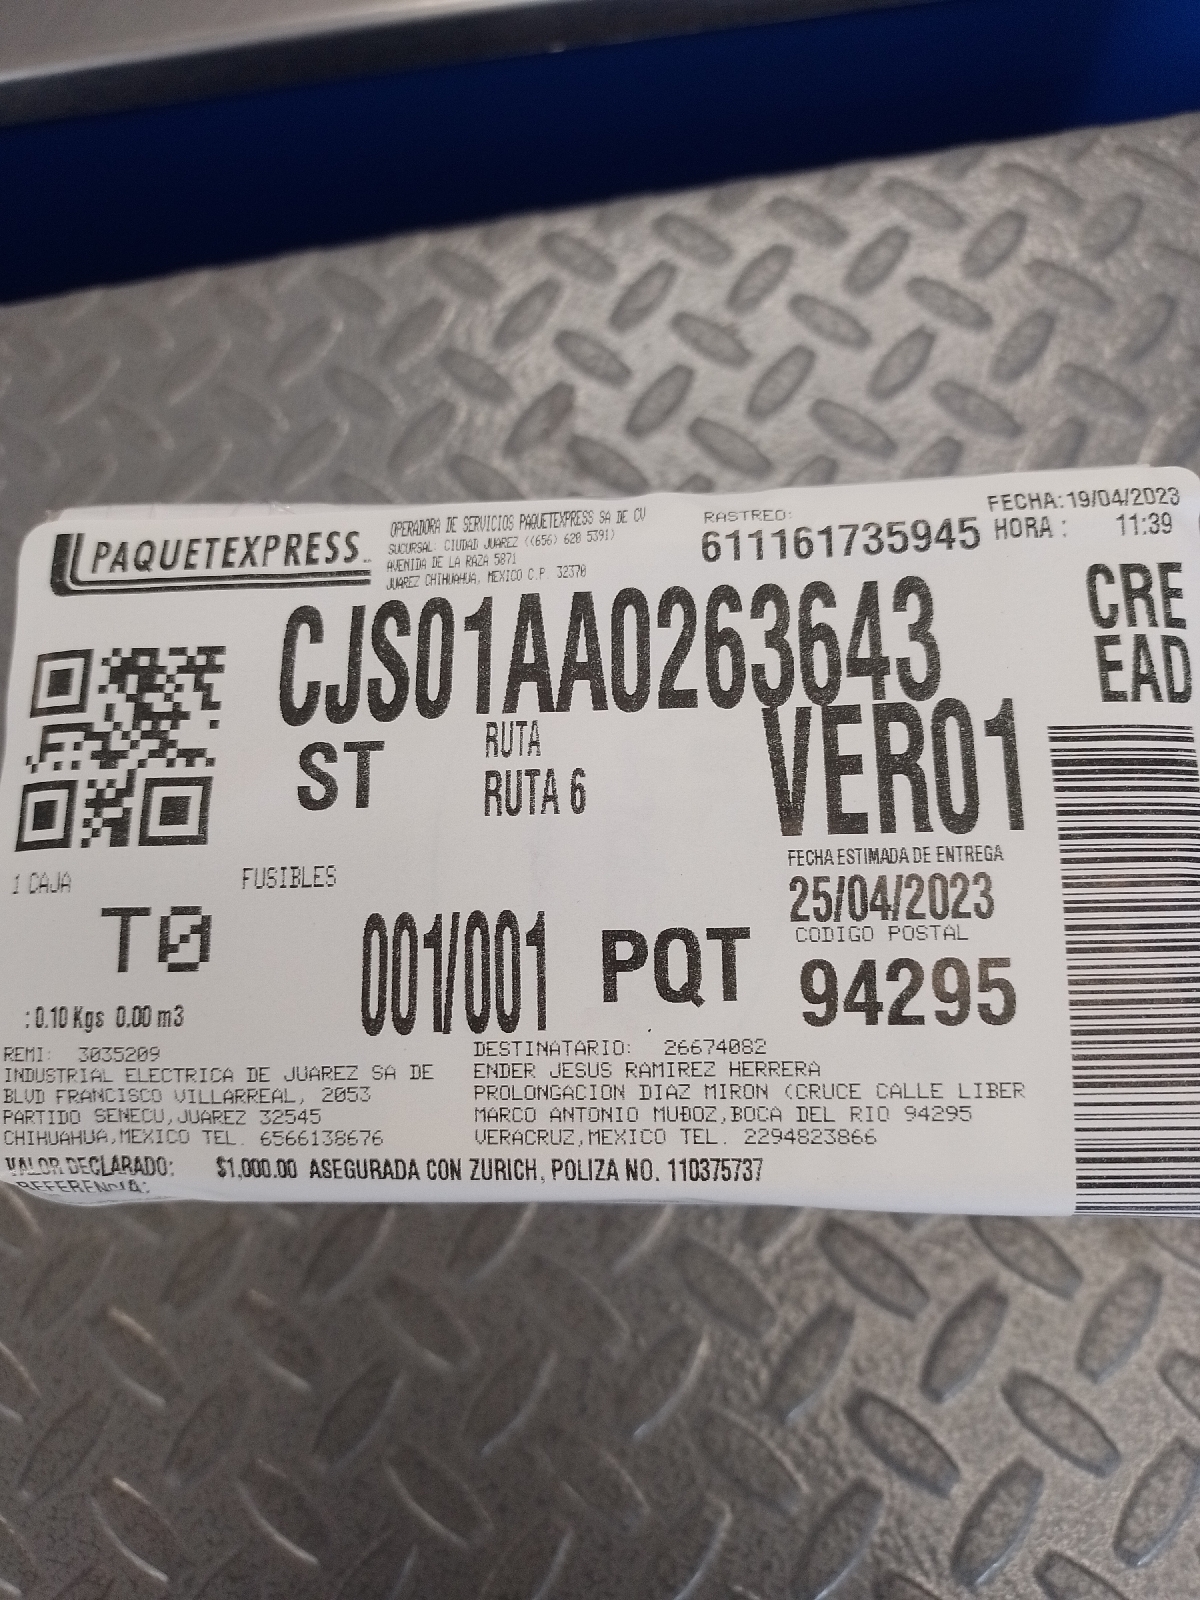 PAQUETEXPRESS
OPERADORA DE SERVICIOS PAQUETEXPRESS SA DE CV
SUCURSAL: CIUDAD JUAREZ ((656) 628 5391)
AVENIDA DE LA RAZA 5871
JUAREZ CHIHUAHUA, MEXICO C.P. 32370
RASTREO:
611161735945
FECHA:19/04/2023
HORA: 11:39
CJS01AA0263643
CRE
EAD
ST
RUTA
RUTA 6
VER01
FECHA ESTIMADA DE ENTREGA
25/04/2023
1 CAJA FUSIBLES
T0
001/001
PQT
CODIGO POSTAL
94295
: 0.10 Kgs 0.00 m3
REMI: 3035209
INDUSTRIAL ELECTRICA DE JUAREZ SA DE
BLVD FRANCISCO VILLARREAL, 2053
PARTIDO SENECU,JUAREZ 32545
CHIHUAHUA,MEXICO TEL. 6566138676
DESTINATARIO: 26674082
ENDER JESUS RAMIREZ HERRERA
PROLONGACION DIAZ MIRON (CRUCE CALLE LIBER
MARCO ANTONIO MUÐOZ,BOCA DEL RIO 94295
VERACRUZ,MEXICO TEL. 2294823866
VALOR DECLARADO: $1,000.00 ASEGURADA CON ZURICH, POLIZA NO. 110375737
REFERENCIA: